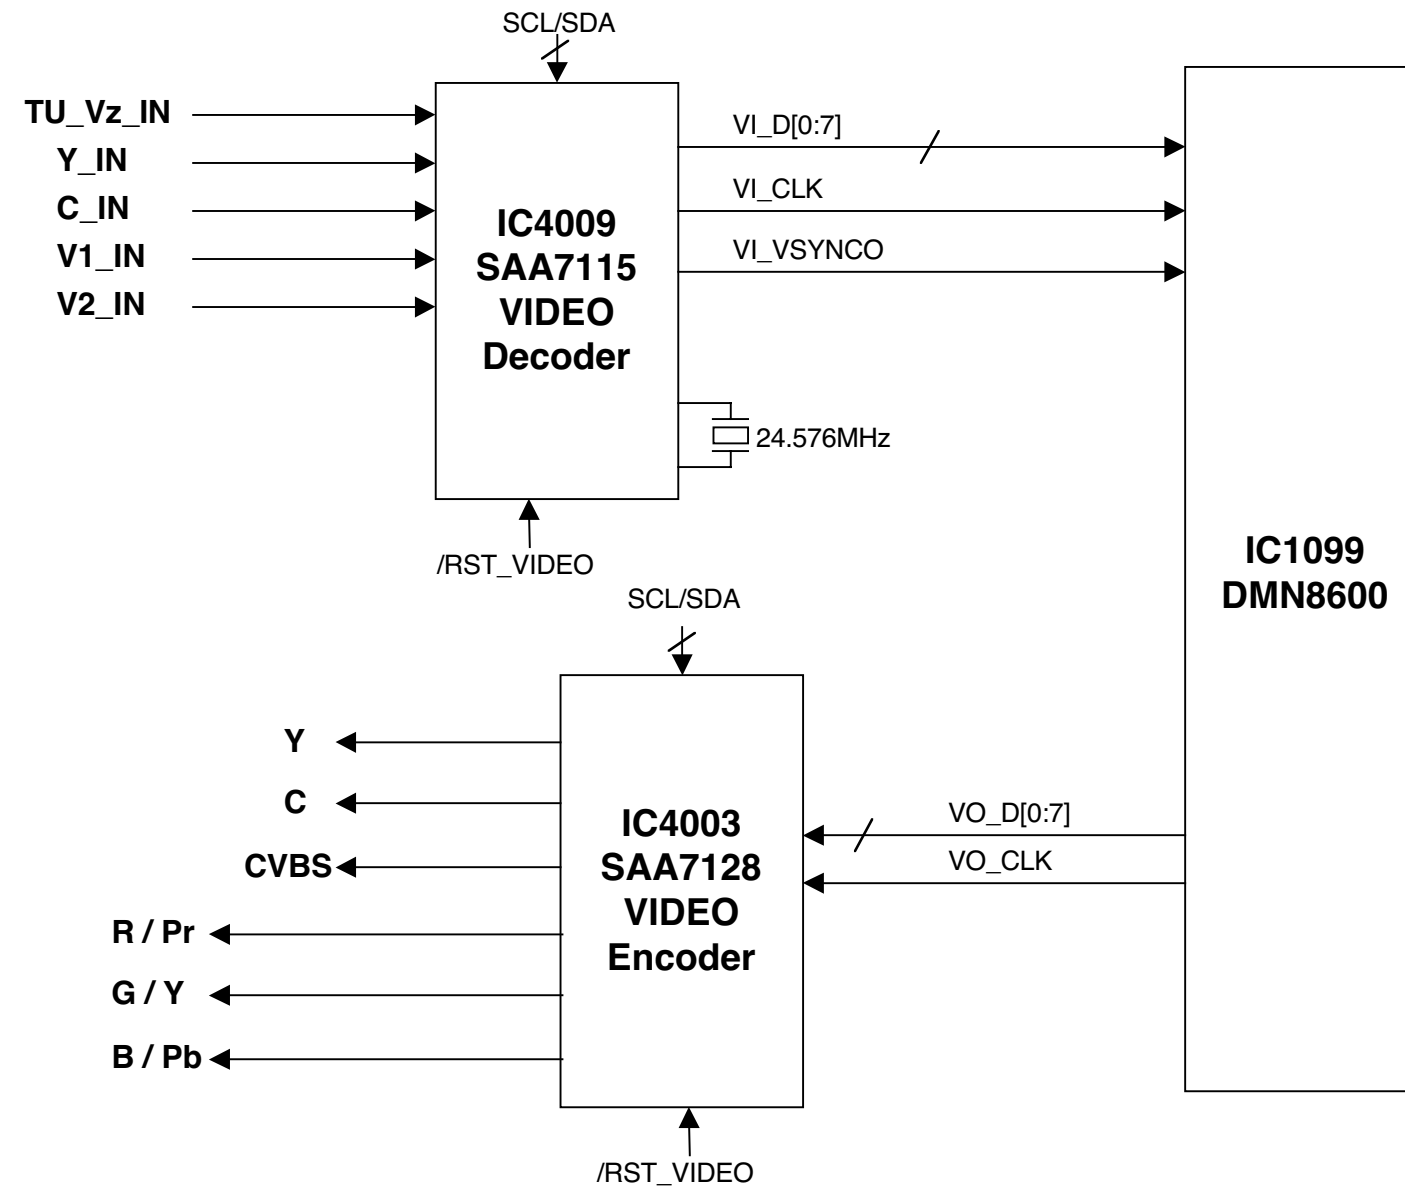 SCL/SDA
TU_Vz_IN
Y_IN
C_IN
V1_IN
V2_IN
IC4009
SAA7115
VIDEO
Decoder
VI_D[0:7]
VI_CLK
VI_VSYNCO
24.576MHz
/RST_VIDEO
IC1099
DMN8600
SCL/SDA
Y
C
CVBS
R / Pr
G / Y
B / Pb
IC4003
SAA7128
VIDEO
Encoder
VO_D[0:7]
VO_CLK
/RST_VIDEO